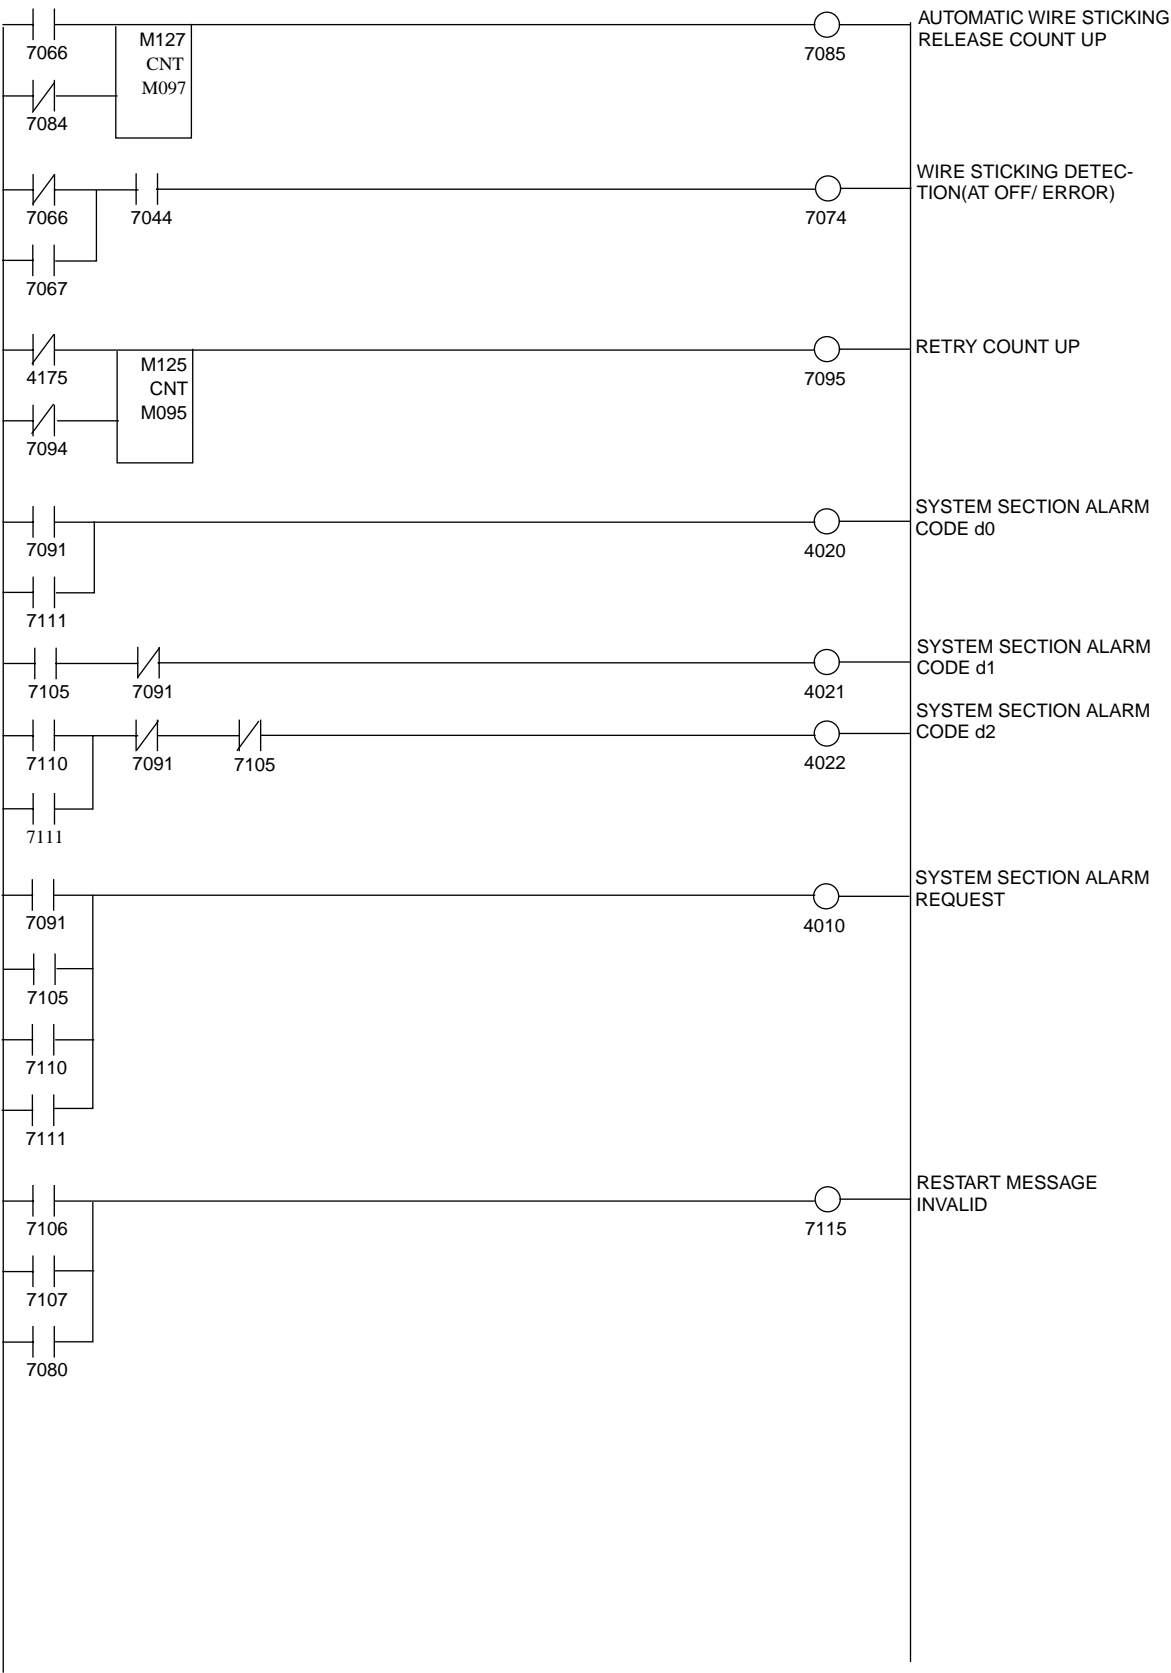 7066
M127
CNT
M097
7084
7085
AUTOMATIC WIRE STICKING
RELEASE COUNT UP
7066
7044
7067
7074
WIRE STICKING DETEC-
TION(AT OFF/ ERROR)
4175
M125
CNT
M095
7094
7095
RETRY COUNT UP
7091
7111
4020
SYSTEM SECTION ALARM
CODE d0
7105
7091
4021
SYSTEM SECTION ALARM
CODE d1
7110
7091
7105
7111
4022
SYSTEM SECTION ALARM
CODE d2
7091
7105
7110
7111
4010
SYSTEM SECTION ALARM
REQUEST
7106
7107
7080
7115
RESTART MESSAGE
INVALID